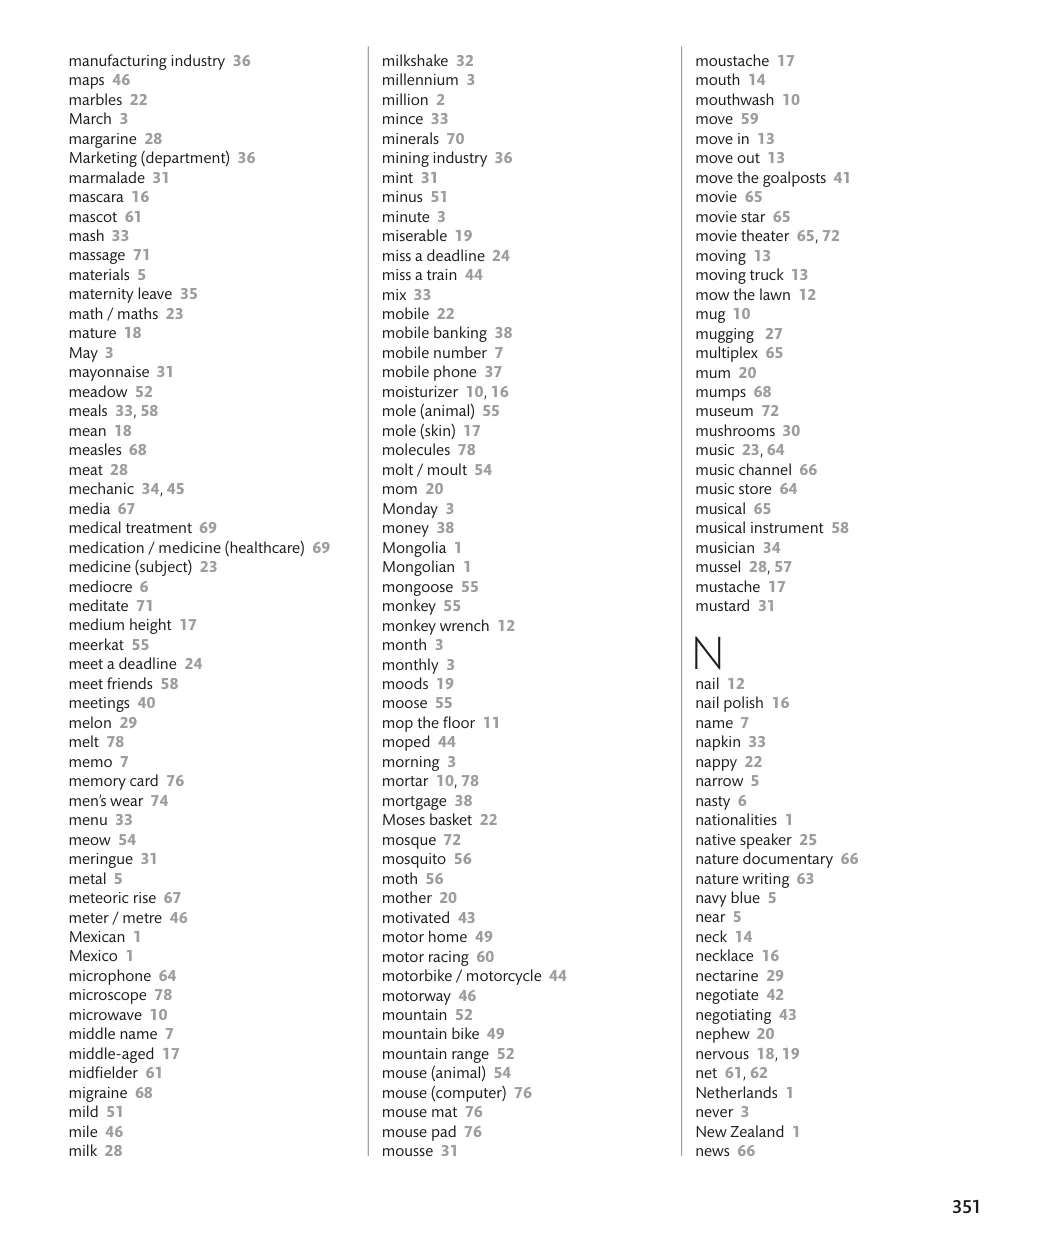 manufacturing industry 36
maps 46
marbles 22
March 3
margarine 28
Marketing (department) 36
marmalade 31
mascara 16
mascot 61
mash 33
massage 71
materials 5
maternity leave 35
math / maths 23
mature 18
May 3
mayonnaise 31
meadow 52
meals 33, 58
mean 18
measles 68
meat 28
mechanic 34, 45
media 67
medical treatment 69
medication / medicine (healthcare) 69
medicine (subject) 23
mediocre 6
meditate 71
medium height 17
meerkat 55
meet a deadline 24
meet friends 58
meetings 40
melon 29
melt 78
memo 7
memory card 76
men's wear 74
menu 33
meow 54
meringue 31
metal 5
meteoric rise 67
meter / metre 46
Mexican 1
Mexico 1
microphone 64
microscope 78
microwave 10
middle name 7
middle-aged 17
midfielder 61
migraine 68
mild 51
mile 46
milk 28
milkshake 32
millennium 3
million 2
mince 33
minerals 70
mining industry 36
mint 31
minus 51
minute 3
miserable 19
miss a deadline 24
miss a train 44
mix 33
mobile 22
mobile banking 38
mobile number 7
mobile phone 37
moisturizer 10, 16
mole (animal) 55
mole (skin) 17
molecules 78
molt / moult 54
mom 20
Monday 3
money 38
Mongolia 1
Mongolian 1
mongoose 55
monkey 55
monkey wrench 12
month 3
monthly 3
moods 19
moose 55
mop the floor 11
moped 44
morning 3
mortar 10, 78
mortgage 38
Moses basket 22
mosque 72
mosquito 56
moth 56
mother 20
motivated 43
motor home 49
motor racing 60
motorbike / motorcycle 44
motorway 46
mountain 52
mountain bike 49
mountain range 52
mouse (animal) 54
mouse (computer) 76
mouse mat 76
mouse pad 76
mousse 31
moustache 17
mouth 14
mouthwash 10
move 59
move in 13
move out 13
move the goalposts 41
movie 65
movie star 65
movie theater 65, 72
moving 13
moving truck 13
mow the lawn 12
mug 10
mugging 27
multiplex 65
mum 20
mumps 68
museum 72
mushrooms 30
music 23, 64
music channel 66
music store 64
musical 65
musical instrument 58
musician 34
mussel 28, 57
mustache 17
mustard 31
N
nail 12
nail polish 16
name 7
napkin 33
nappy 22
narrow 5
nasty 6
nationalities 1
native speaker 25
nature documentary 66
nature writing 63
navy blue 5
near 5
neck 14
necklace 16
nectarine 29
negotiate 42
negotiating 43
nephew 20
nervous 18, 19
net 61, 62
Netherlands 1
never 3
New Zealand 1
news 66
351